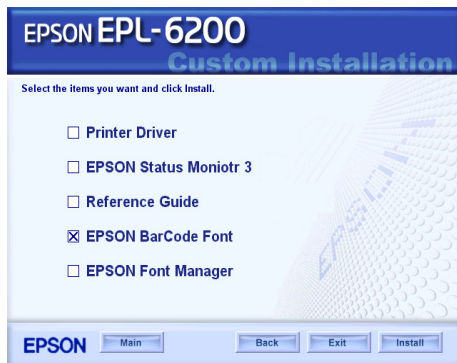 EPSON EPL-6200
Custom Installation
Select the items you want and click Install.
Printer Driver
EPSON Status Moniotr 3
Reference Guide
EPSON BarCode Font
EPSON Font Manager
EPSON
EPSON Main Back Exit Install